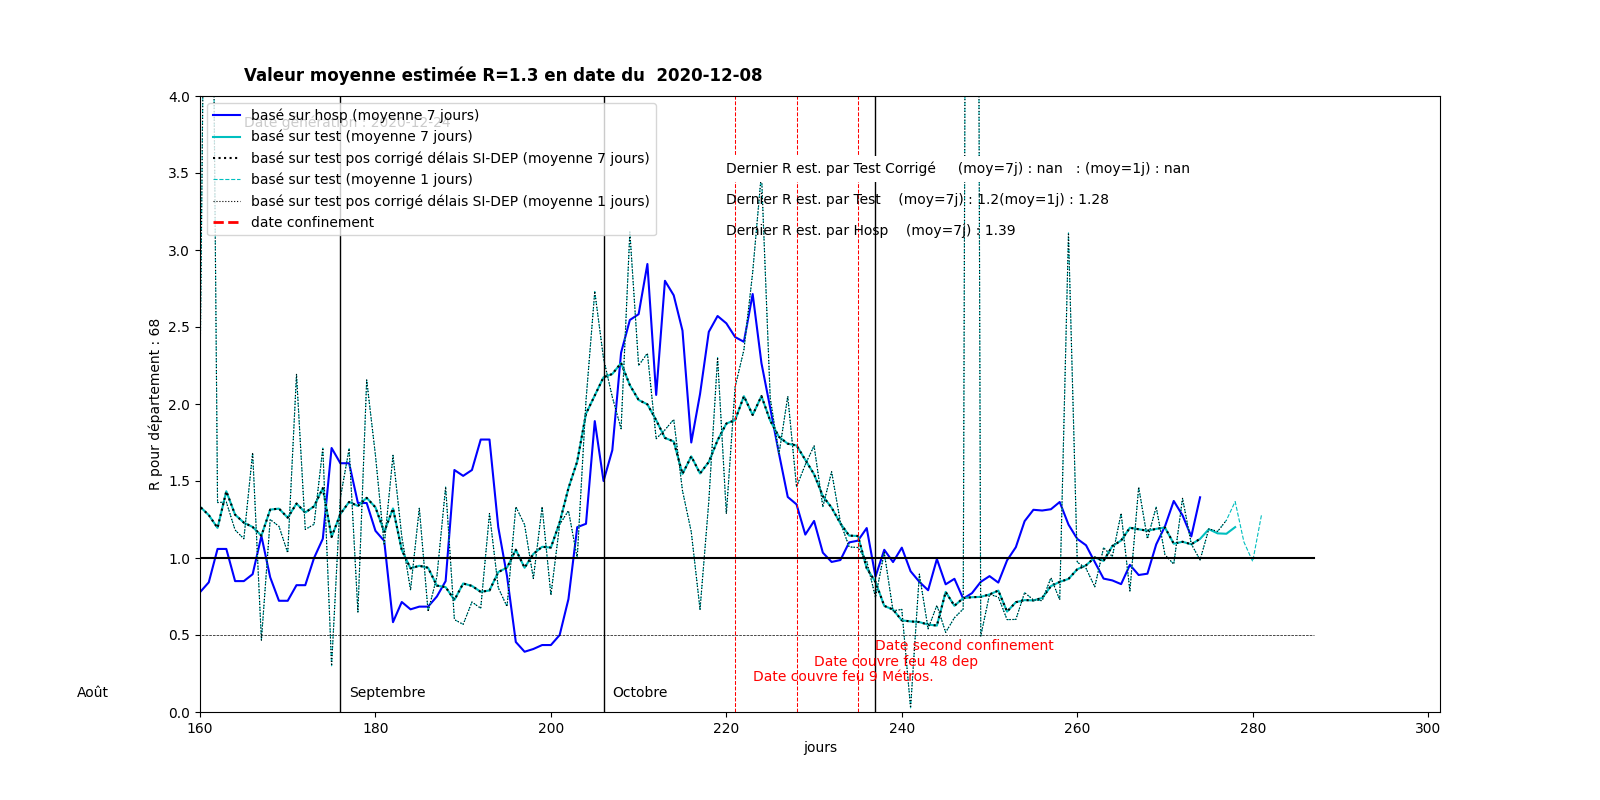 Valeur moyenne estimée R=1.3 en date du  2020-12-08
4.0
3.5
3.0
2.5
2.0
1.5
1.0
0.5
0.0
R pour département : 68
basé sur hosp (moyenne 7 jours)
Date génération : 2020-12-24
basé sur test (moyenne 7 jours)
basé sur test pos corrigé délais SI-DEP (moyenne 7 jours)
basé sur test (moyenne 1 jours)
basé sur test pos corrigé délais SI-DEP (moyenne 1 jours)
date confinement
Dernier R est. par Test Corrigé     (moy=7j) : nan   : (moy=1j) : nan
Dernier R est. par Test    (moy=7j) : 1.2(moy=1j) : 1.28
Dernier R est. par Hosp    (moy=7j) : 1.39
Date second confinement
Date couvre feu 48 dep
Date couvre feu 9 Métros.
Août
Septembre
Octobre
160 180 200 220 240 260 280 300
jours